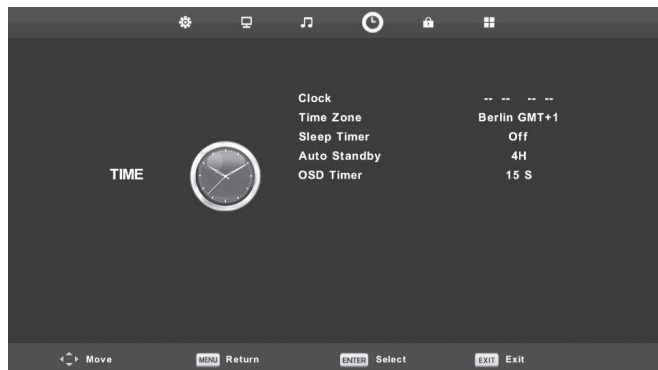 Clock -- -- -- --
Time Zone Berlin GMT+1
Sleep Timer Off
Auto Standby 4H
TIME
OSD Timer 15 S
Move MENU Return ENTER Select EXIT Exit